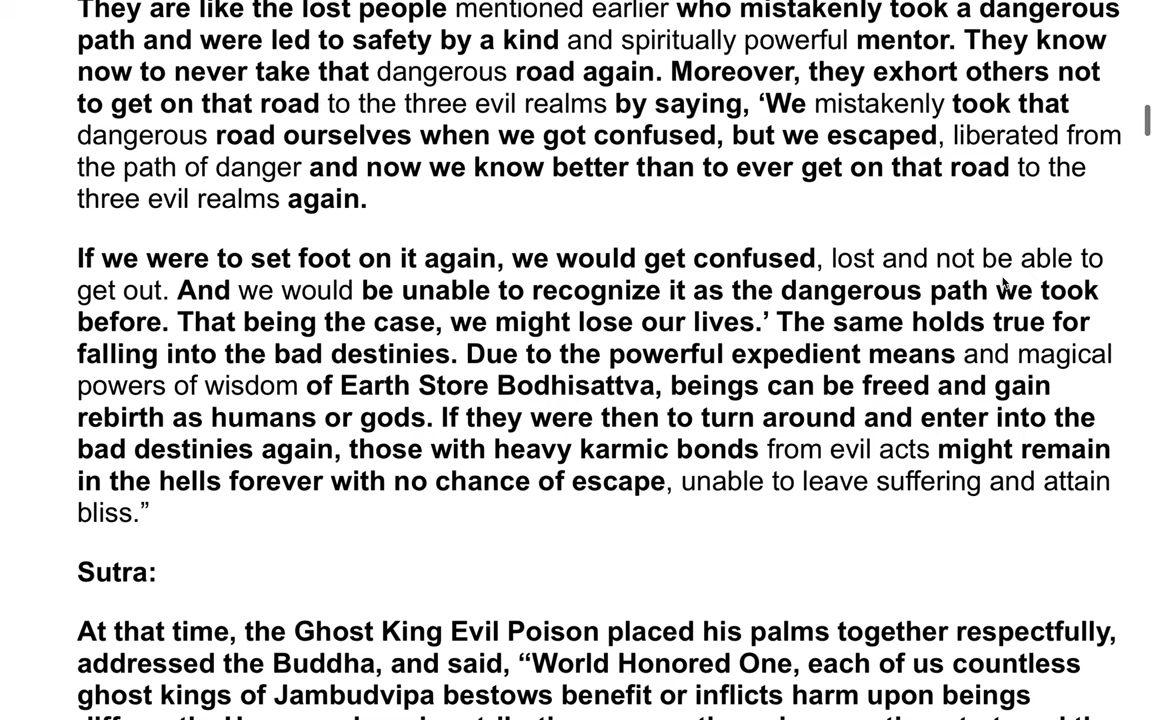 They are like the lost people mentioned earlier who mistakenly took a dangerous
path and were led to safety by a kind and spiritually powerful mentor. They know
now to never take that dangerous road again. Moreover, they exhort others not
to get on that road to the three evil realms by saying, ‘We mistakenly took that
dangerous road ourselves when we got confused, but we escaped, liberated from
the path of danger and now we know better than to ever get on that road to the
three evil realms again.
If we were to set foot on it again, we would get confused, lost and not be able to
get out. And we would be unable to recognize it as the dangerous path we took
before. That being the case, we might lose our lives.’ The same holds true for
falling into the bad destinies. Due to the powerful expedient means and magical
powers of wisdom of Earth Store Bodhisattva, beings can be freed and gain
rebirth as humans or gods. If they were then to turn around and enter into the
bad destinies again, those with heavy karmic bonds from evil acts might remain
in the hells forever with no chance of escape, unable to leave suffering and attain
bliss.”
Sutra:
At that time, the Ghost King Evil Poison placed his palms together respectfully,
addressed the Buddha, and said, “World Honored One, each of us countless
ghost kings of Jambudvipa bestows benefit or inflicts harm upon beings